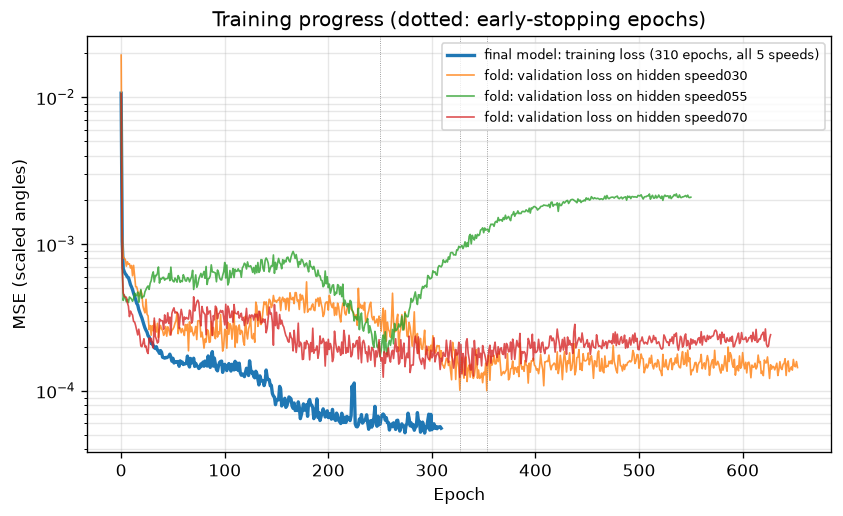 Training progress (dotted: early-stopping epochs)
final model: training loss (310 epochs, all 5 speeds)
fold: validation loss on hidden speed030
fold: validation loss on hidden speed055
fold: validation loss on hidden speed070
MSE (scaled angles)
10⁻²
10⁻³
10⁻⁴
0 100 200 300 400 500 600
Epoch